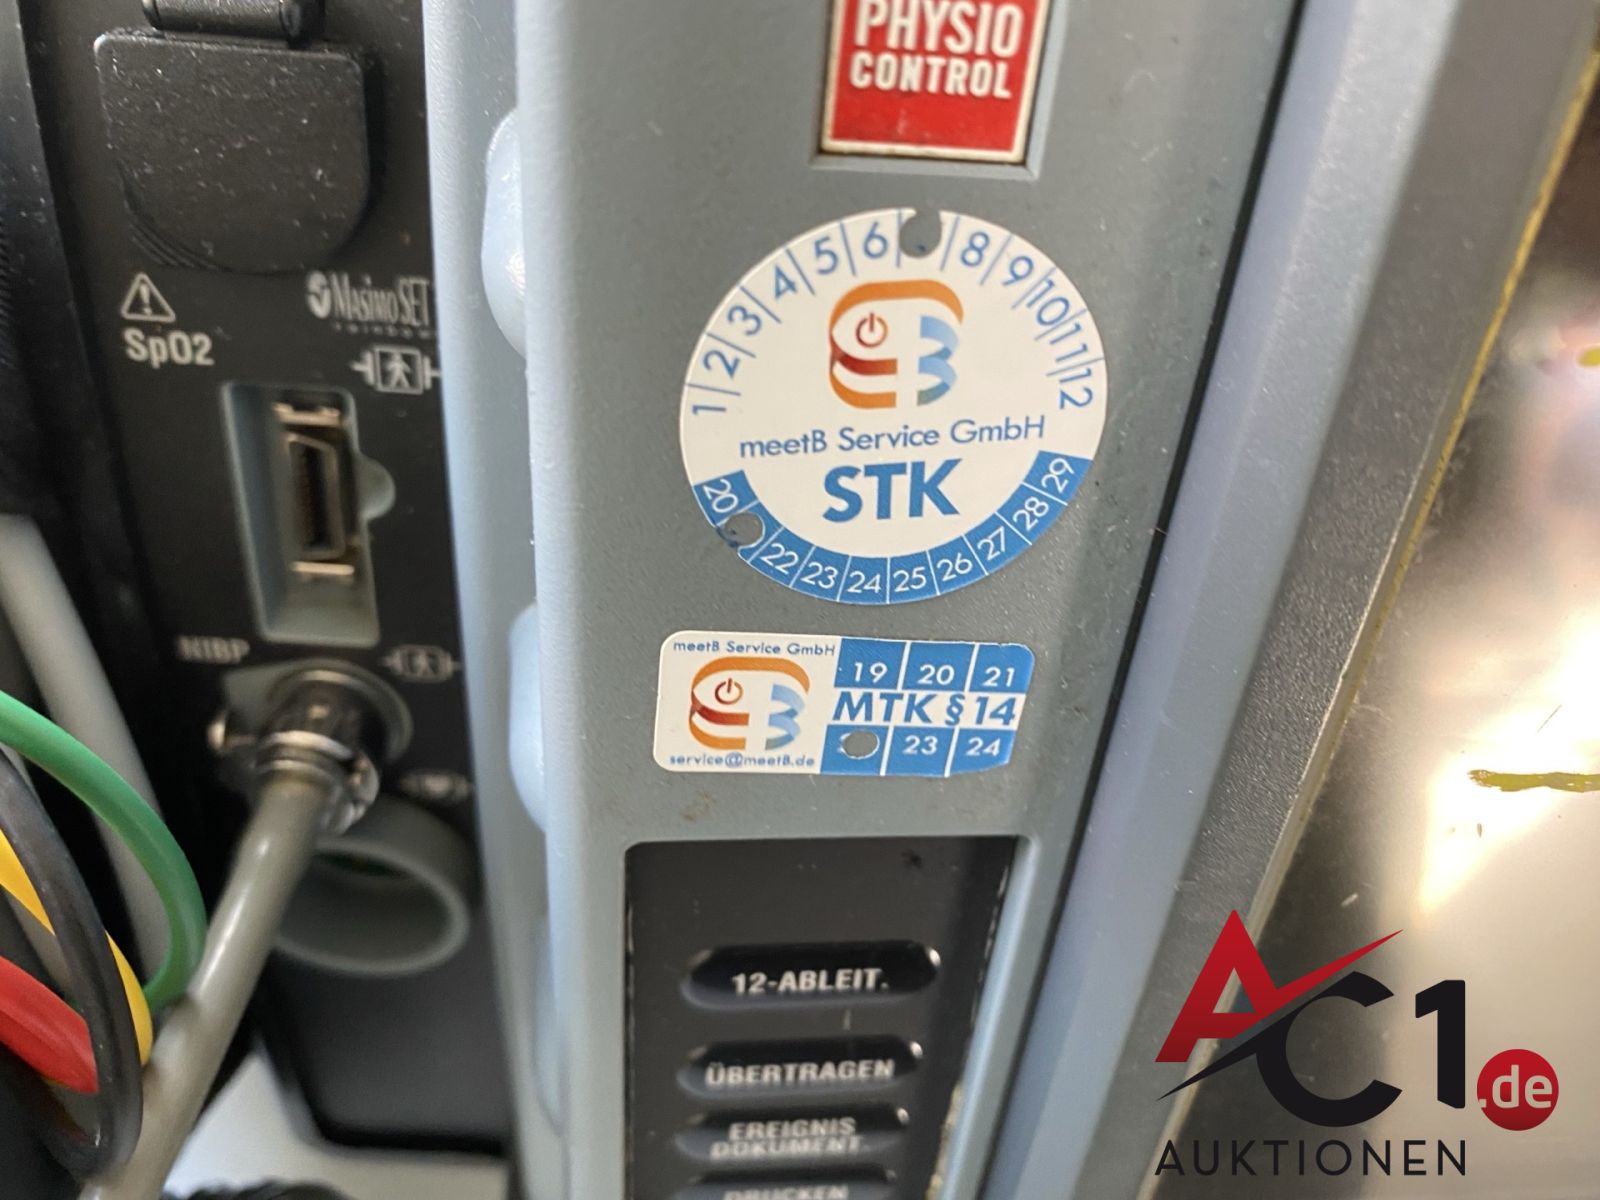 PHYSIO
CONTROL
MasimoSET
SpO2
NIBP
1 2 3 4 5 6 8 9 10 11 12
meetB Service GmbH
STK
20 22 23 24 25 26 27 28 29
meetB Service GmbH
19 20 21
MTK § 14
23 24
service@meetB.de
12-ABLEIT.
ÜBERTRAGEN
EREIGNIS
DOKUMENT.
DRUCKEN
AC1.de
AUKTIONEN